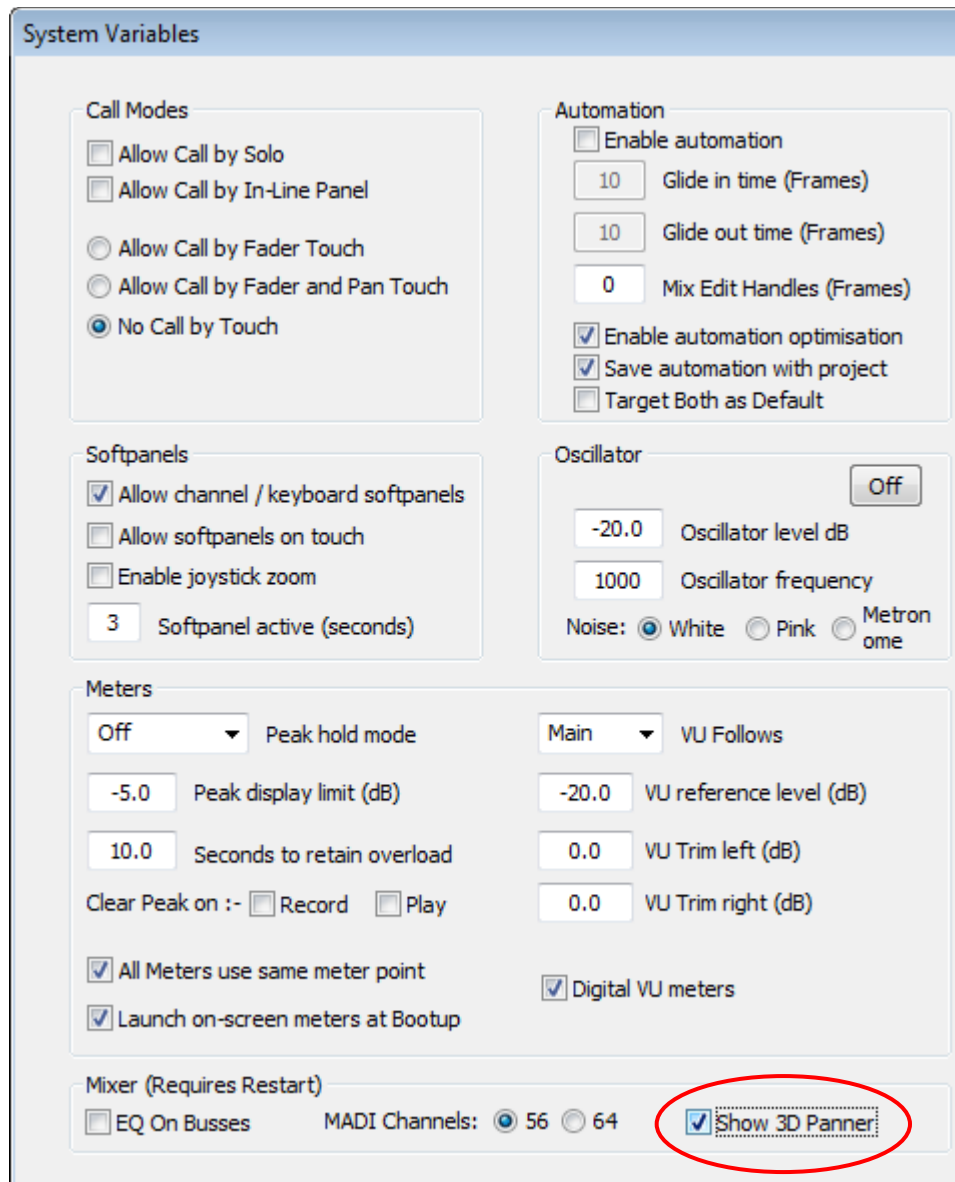 System Variables
Call Modes
Allow Call by Solo
Allow Call by In-Line Panel
Allow Call by Fader Touch
Allow Call by Fader and Pan Touch
No Call by Touch
Automation
Enable automation
10 Glide in time (Frames)
10 Glide out time (Frames)
0 Mix Edit Handles (Frames)
Enable automation optimisation
Save automation with project
Target Both as Default
Softpanels
Allow channel / keyboard softpanels
Allow softpanels on touch
Enable joystick zoom
3 Softpanel active (seconds)
Oscillator
Off
-20.0 Oscillator level dB
1000 Oscillator frequency
Noise: White Pink Metron
ome
Meters
Off Peak hold mode
-5.0 Peak display limit (dB)
10.0 Seconds to retain overload
Clear Peak on :- Record Play
All Meters use same meter point
Launch on-screen meters at Bootup
Main VU Follows
-20.0 VU reference level (dB)
0.0 VU Trim left (dB)
0.0 VU Trim right (dB)
Digital VU meters
Mixer (Requires Restart)
EQ On Busses MADI Channels: 56 64 Show 3D Panner